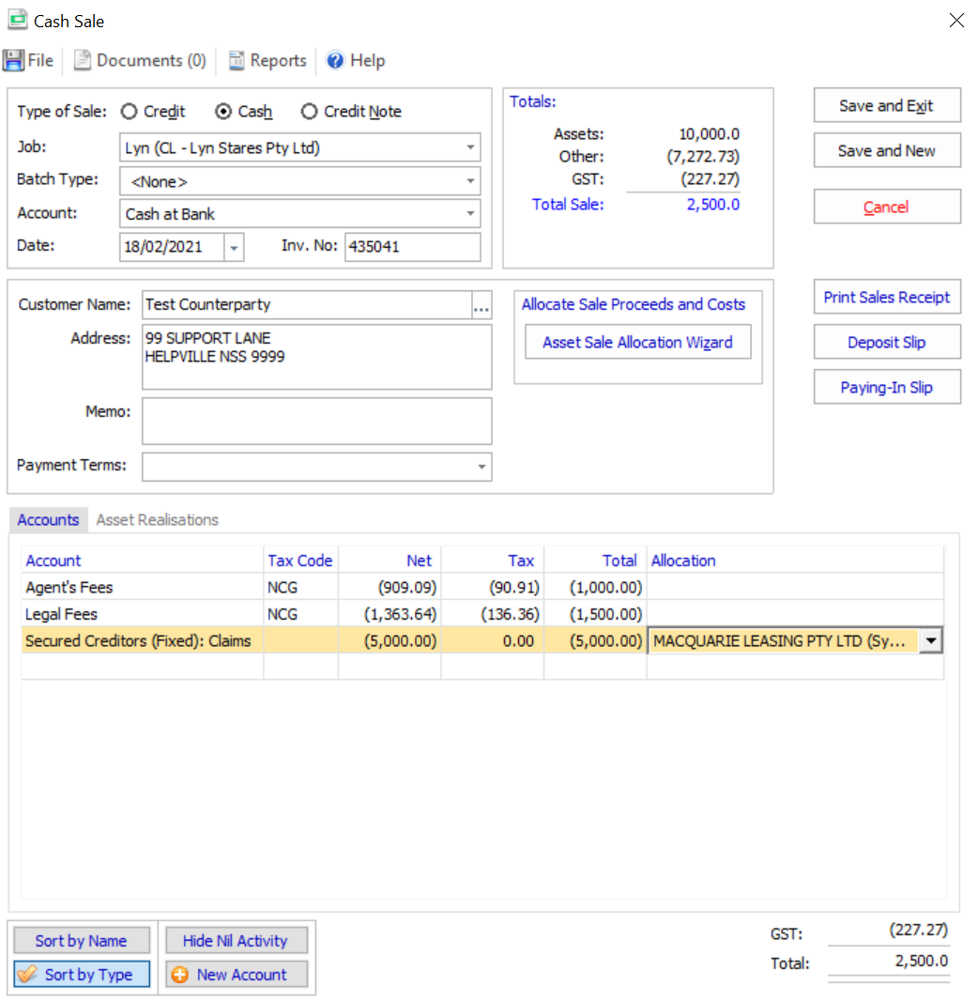 Cash Sale
File Documents (0) Reports Help
Type of Sale: Credit Cash Credit Note
Job: Lyn (CL - Lyn Stares Pty Ltd)
Batch Type: <None>
Account: Cash at Bank
Date: 18/02/2021 Inv. No: 435041
Totals:
Assets: 10,000.0
Other: (7,272.73)
GST: (227.27)
Total Sale: 2,500.0
Save and Exit
Save and New
Cancel
Customer Name: Test Counterparty ...
Address: 99 SUPPORT LANE
HELPVILLE NSS 9999
Memo:
Payment Terms:
Allocate Sale Proceeds and Costs
Asset Sale Allocation Wizard
Print Sales Receipt
Deposit Slip
Paying-In Slip
Accounts Asset Realisations
Account Tax Code Net Tax Total Allocation
Agent's Fees NCG (909.09) (90.91) (1,000.00)
Legal Fees NCG (1,363.64) (136.36) (1,500.00)
Secured Creditors (Fixed): Claims (5,000.00) 0.00 (5,000.00) MACQUARIE LEASING PTY LTD (Sy...
Sort by Name Hide Nil Activity
Sort by Type New Account
GST: (227.27)
Total: 2,500.0